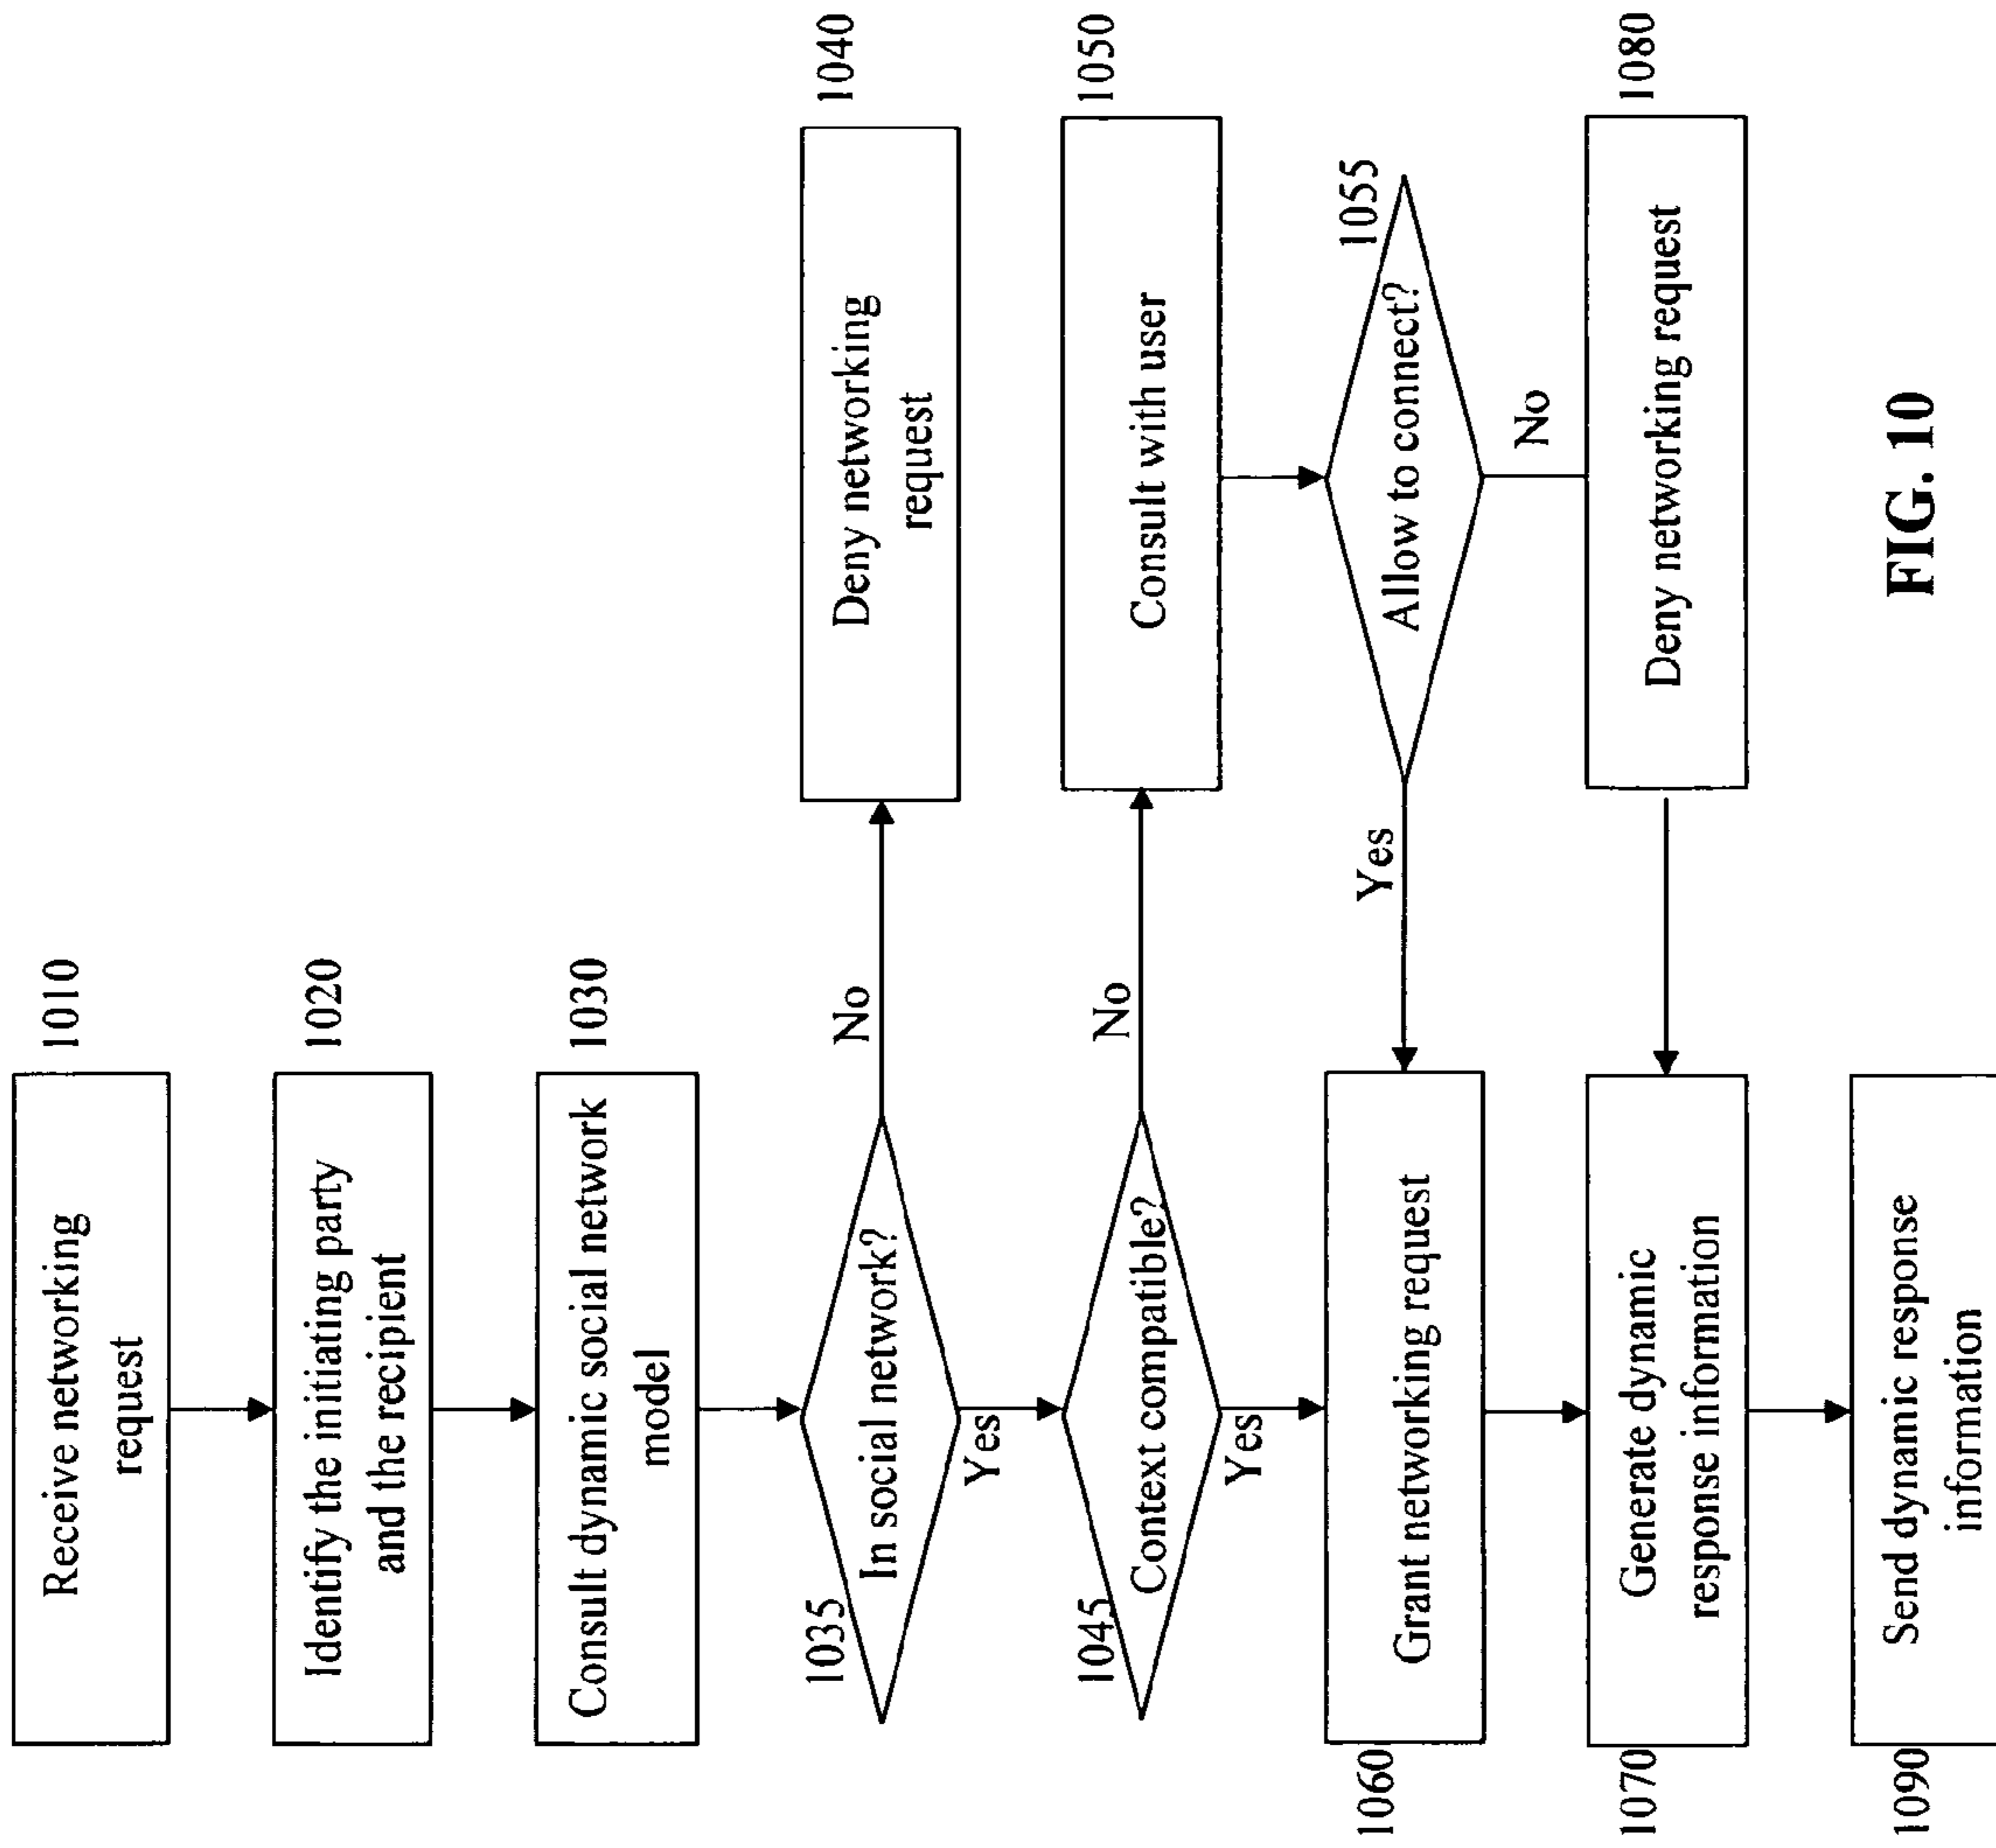 Receive networking
request
1010
Identify the initiating party
and the recipient
1020
Consult dynamic social network
model
1030
1035
In social network?
No
Deny networking
request
1040
Yes
1045
Context compatible?
No
Consult with user
1050
Yes
1055
Allow to connect?
Yes
No
1060
Grant networking request
1070
Generate dynamic
response information
Deny networking request
1080
1090
Send dynamic response
information
FIG. 10